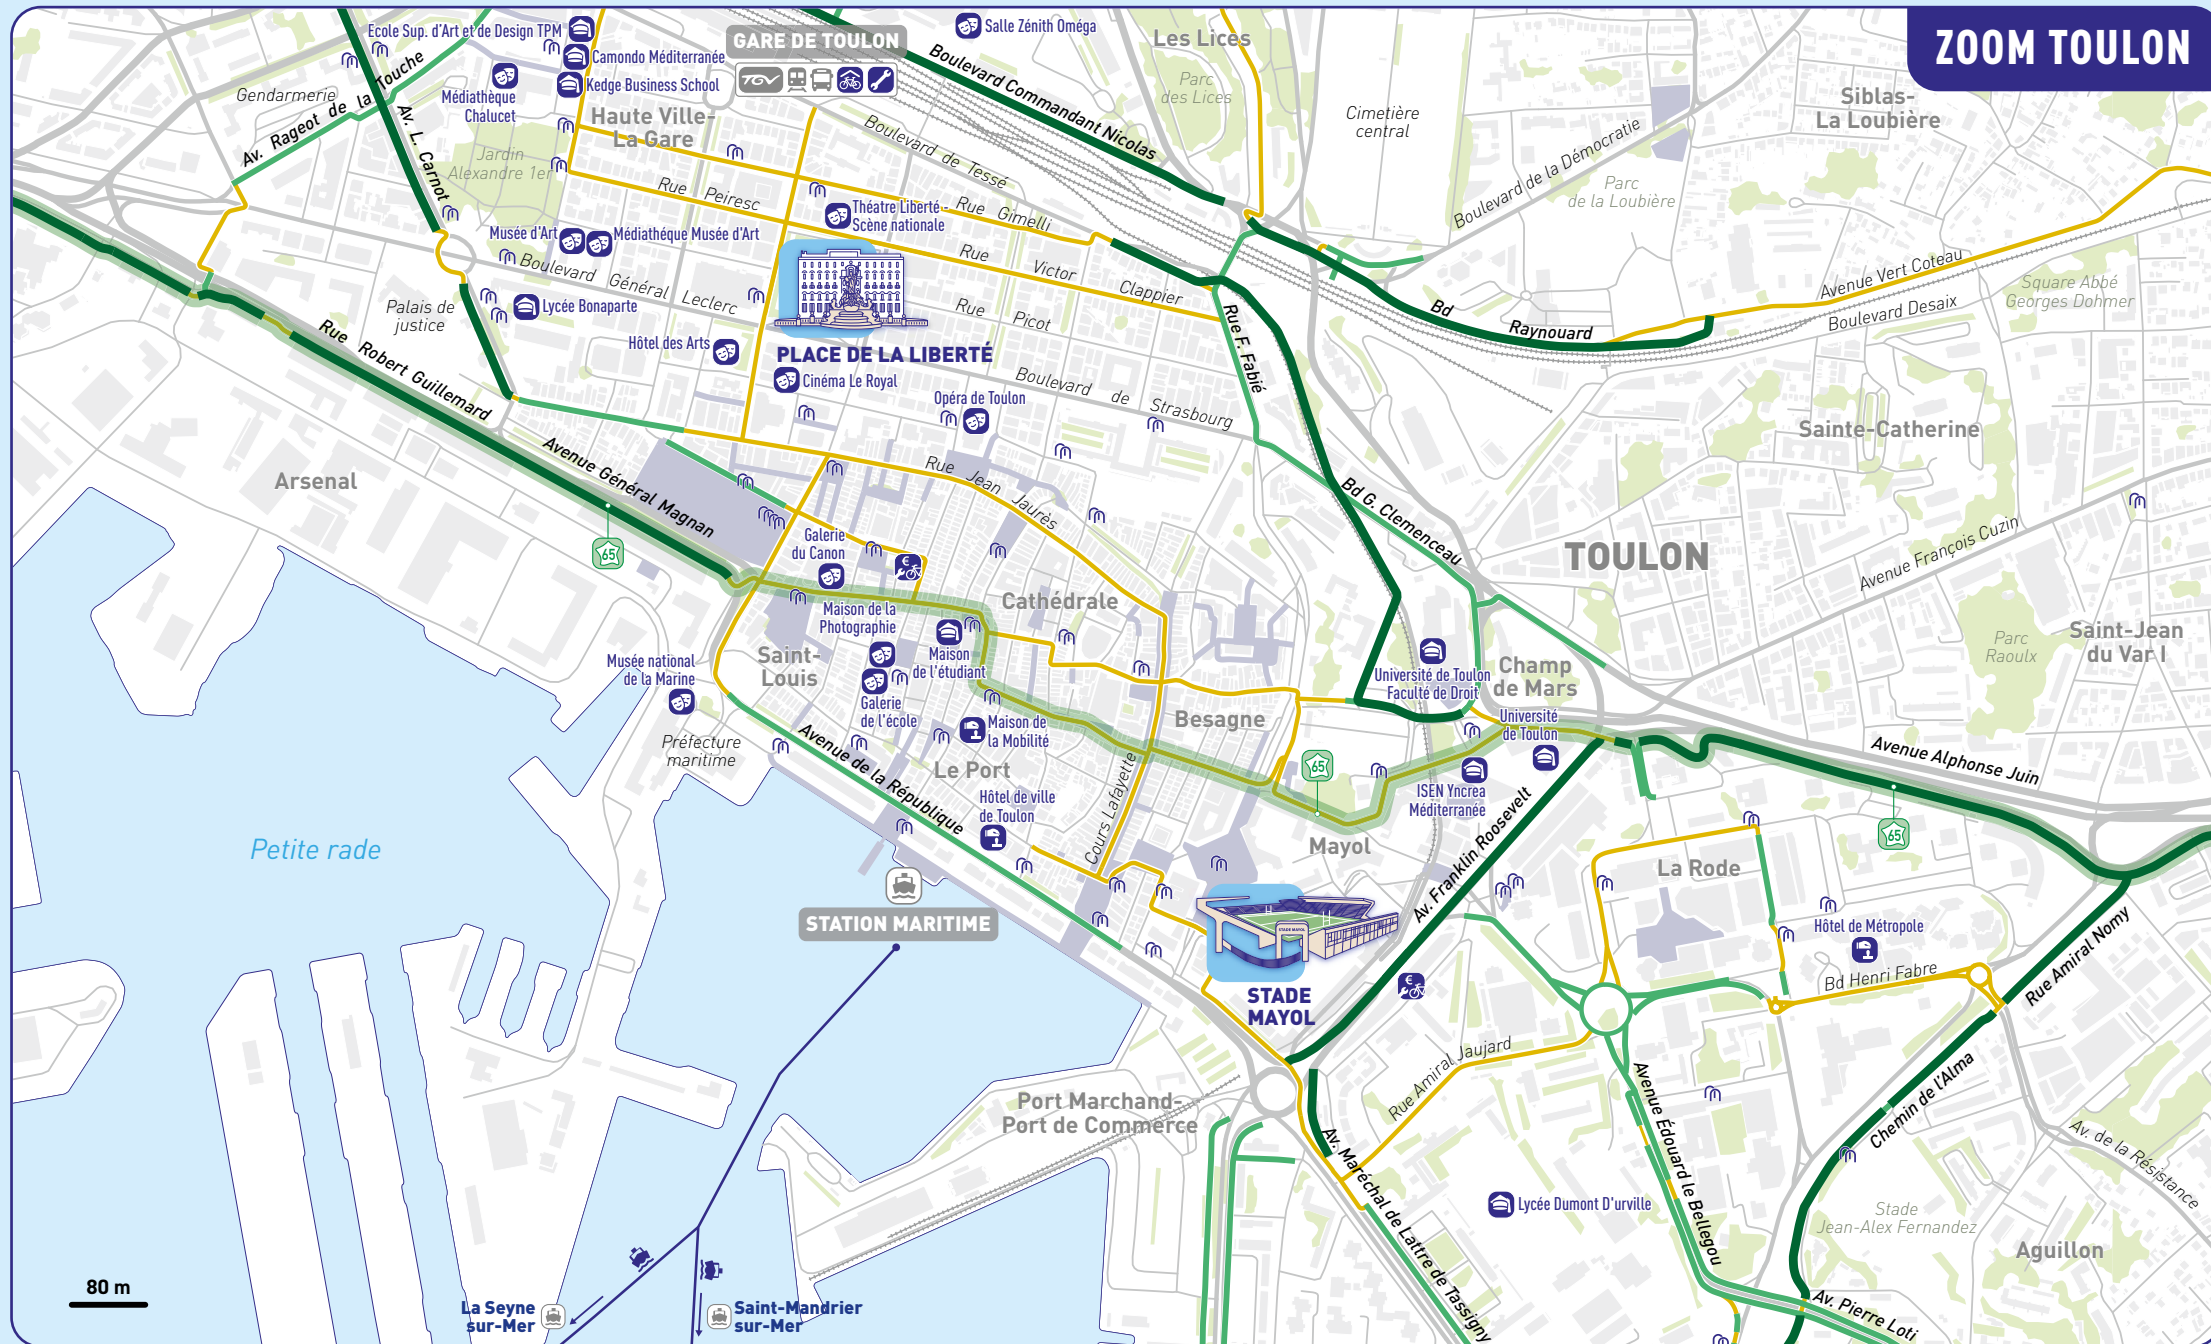 ZOOM TOULON
Ecole Sup. d'Art et de Design TPM
Camondo Méditerranée
Kedge Business School
Médiathèque
Chalucet
GARE DE TOULON
TGV
Salle Zénith Oméga
Les Lices
Parc
des Lices
Cimetière
central
Siblas-
La Loubière
Boulevard Commandant Nicolas
Boulevard de la Démocratie
Parc
de la Loubière
Gendarmerie
Av. Rageot de la Touche
Av. L. Carnot
Jardin
Alexandre 1er
Haute Ville-
La Gare
Boulevard de Tessé
Rue Peiresc
Rue Gimelli
Théatre Liberté -
Scène nationale
Musée d'Art
Médiathéque Musée d'Art
Boulevard Général Leclerc
Rue Victor Clappier
Rue Picot
Palais de
justice
Lycée Bonaparte
Hôtel des Arts
PLACE DE LA LIBERTÉ
Cinéma Le Royal
Opéra de Toulon
Boulevard de Strasbourg
Rue F. Fabié
Bd Raynouard
Avenue Vert Coteau
Boulevard Desaix
Square Abbé
Georges Dohmer
Rue Robert Guillemard
Arsenal
Avenue Général Magnan
Rue Jean Jaurès
Bd G. Clemenceau
Sainte-Catherine
TOULON
Avenue François Cuzin
65
Galerie
du Canon
Maison de la
Photographie
Cathédrale
Saint-
Louis
Maison
de l'étudiant
Musée national
de la Marine
Galerie
de l'école
Maison de
la Mobilité
Besagne
Université de Toulon
Faculté de Droit
Champ
de Mars
Université
de Toulon
Parc
Raoulx
Saint-Jean
du Var I
Préfecture
maritime
Avenue de la République
Le Port
Hôtel de ville
de Toulon
Cours Lafayette
65
ISEN Yncrea
Méditerranée
Mayol
Avenue Alphonse Juin
65
Petite rade
STATION MARITIME
STADE MAYOL
STADE
MAYOL
Av. Franklin Roosevelt
La Rode
Hôtel de Métropole
Bd Henri Fabre
Rue Amiral Nomy
Rue Amiral Jaujard
Port Marchand-
Port de Commerce
Av. Maréchal de Lattre de Tassigny
Avenue Édouard le Bellegou
Chemin de l'Alma
Av. de la Résistance
Lycée Dumont D'urville
Stade
Jean-Alex Fernandez
Aguillon
Av. Pierre Loti
80 m
La Seyne
sur-Mer
Saint-Mandrier
sur-Mer